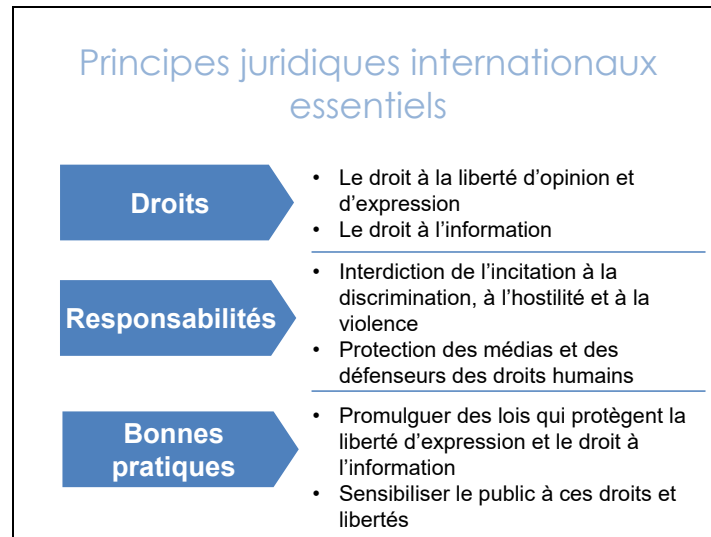 Principes juridiques internationaux
essentiels
Droits
• Le droit à la liberté d’opinion et
d’expression
• Le droit à l’information
Responsabilités
• Interdiction de l’incitation à la
discrimination, à l’hostilité et à la
violence
• Protection des médias et des
défenseurs des droits humains
Bonnes
pratiques
• Promulguer des lois qui protègent la
liberté d’expression et le droit à
l’information
• Sensibiliser le public à ces droits et
libertés